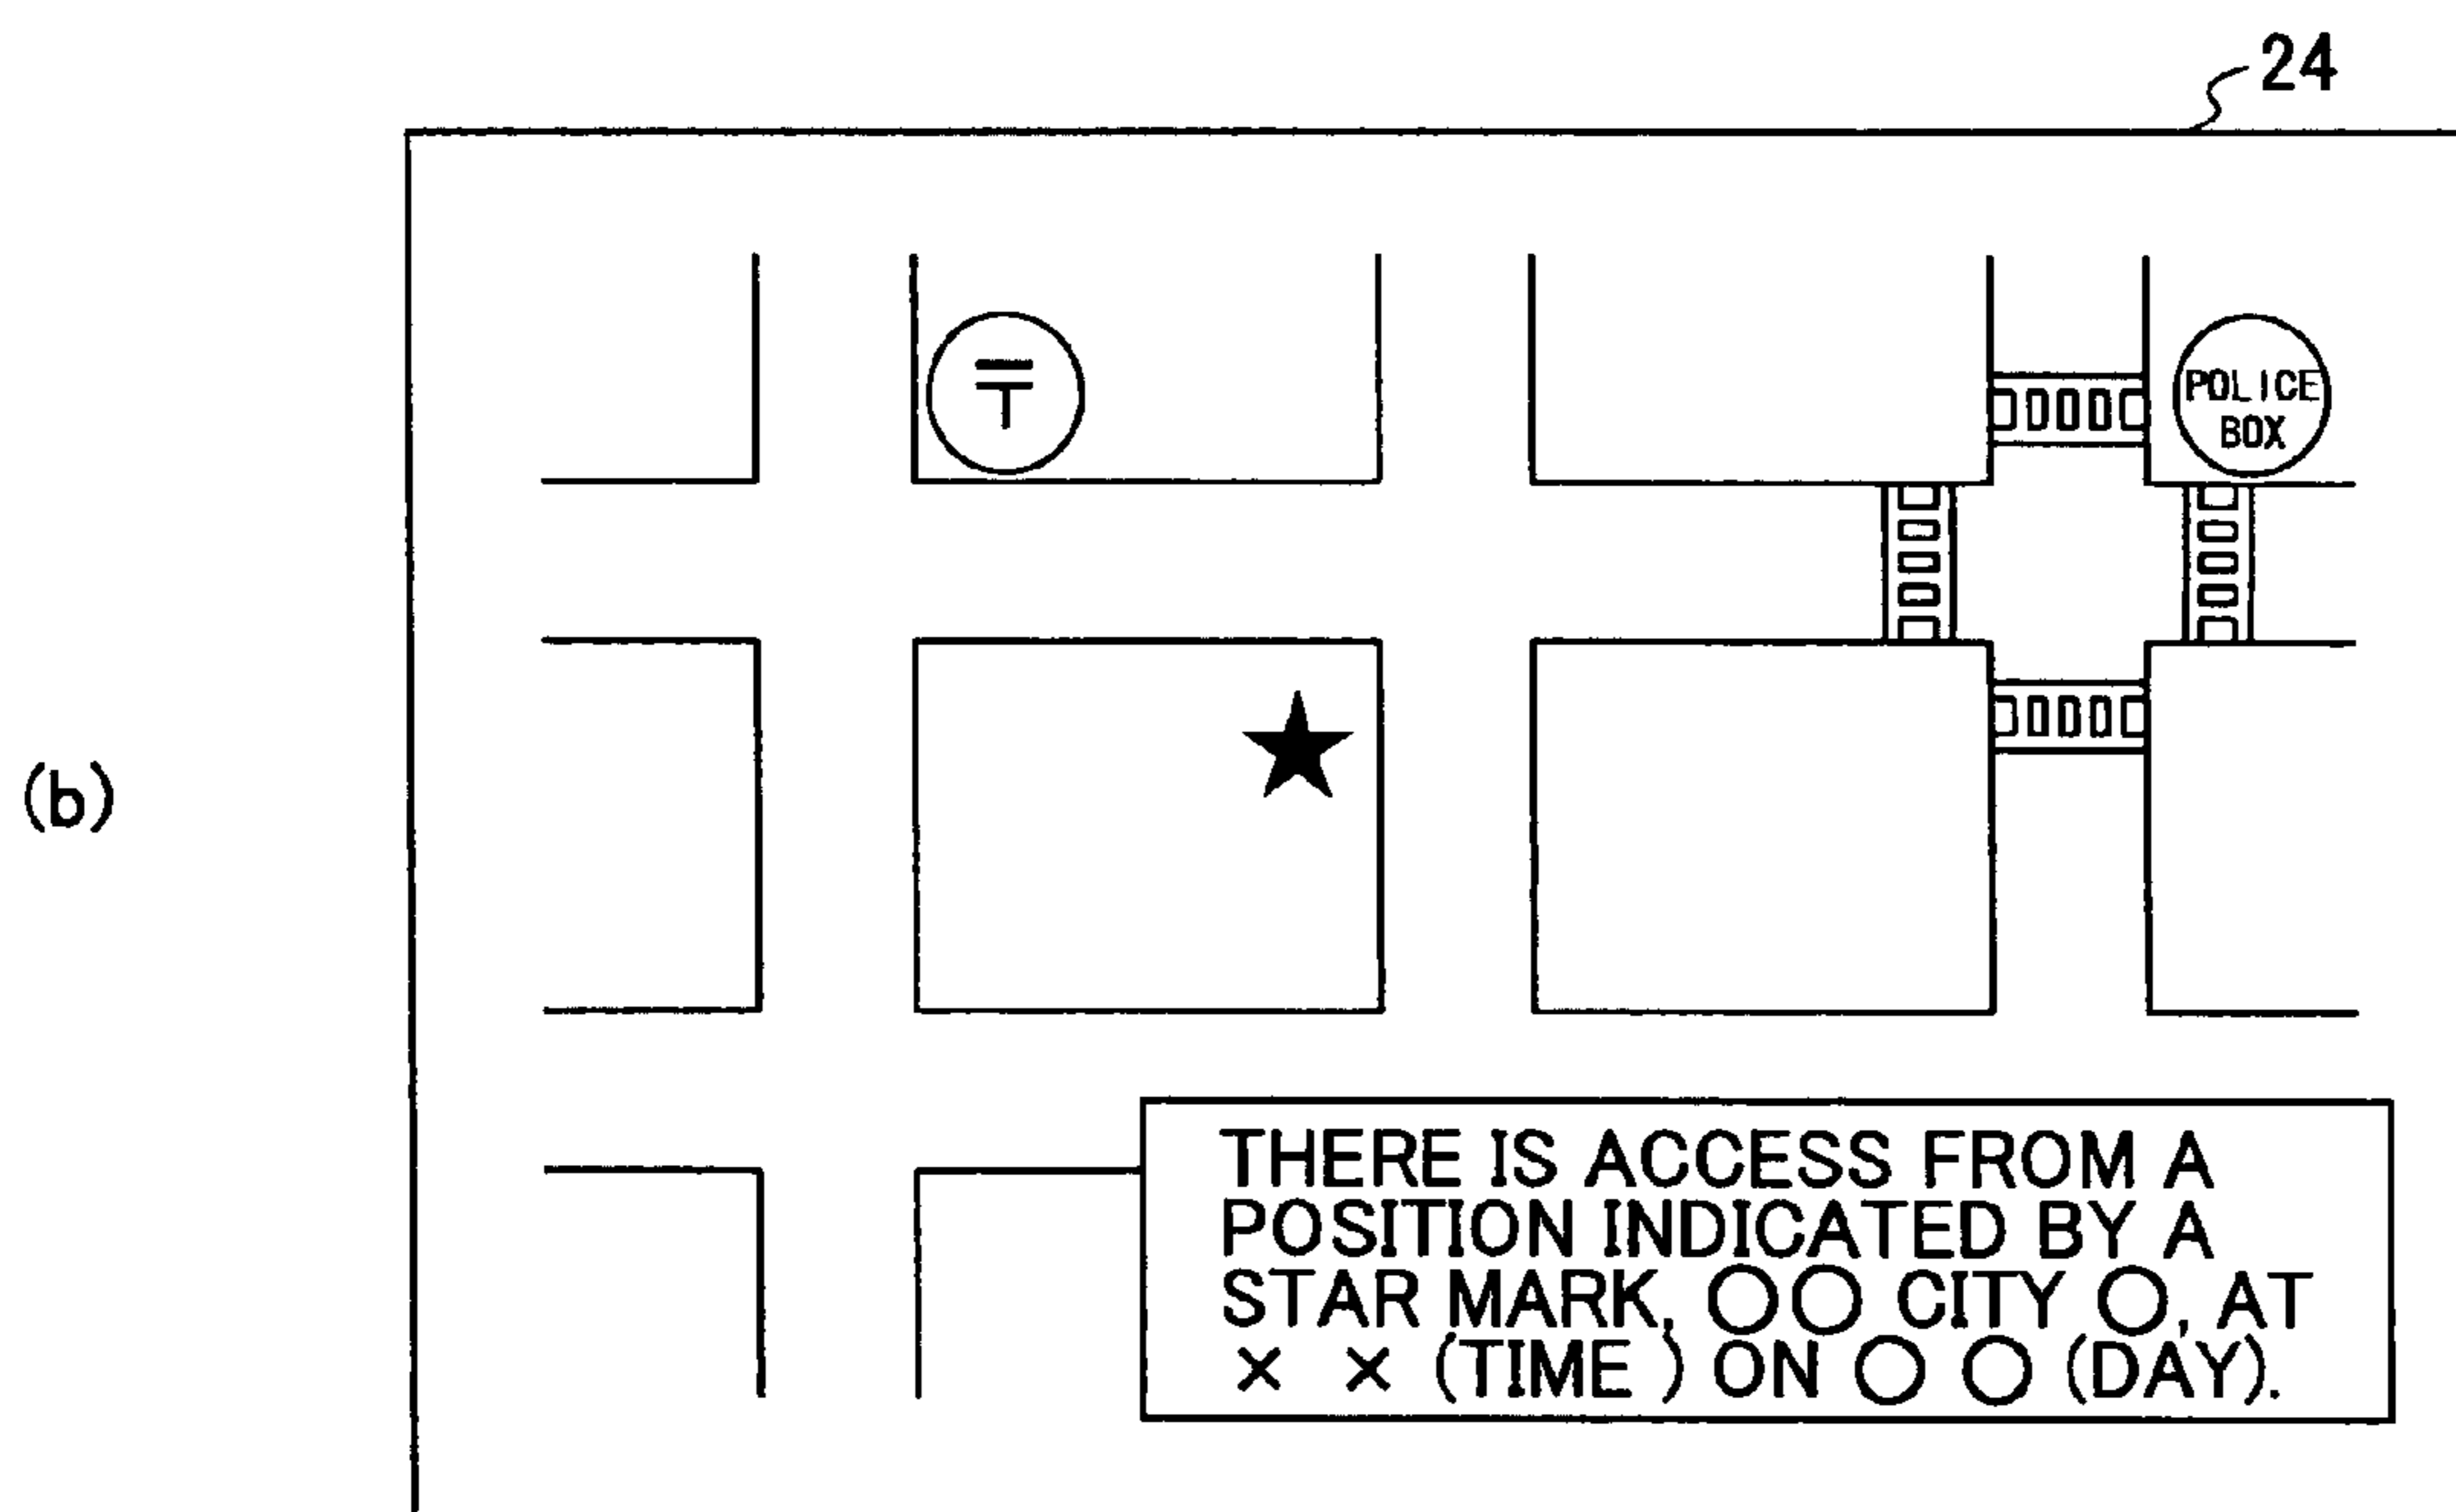 24
〒
POLICE
BOX
(b)
THERE IS ACCESS FROM A
POSITION INDICATED BY A
STAR MARK, ○○ CITY ○, AT
× × (TIME ) ON ○ ○ (DAY).